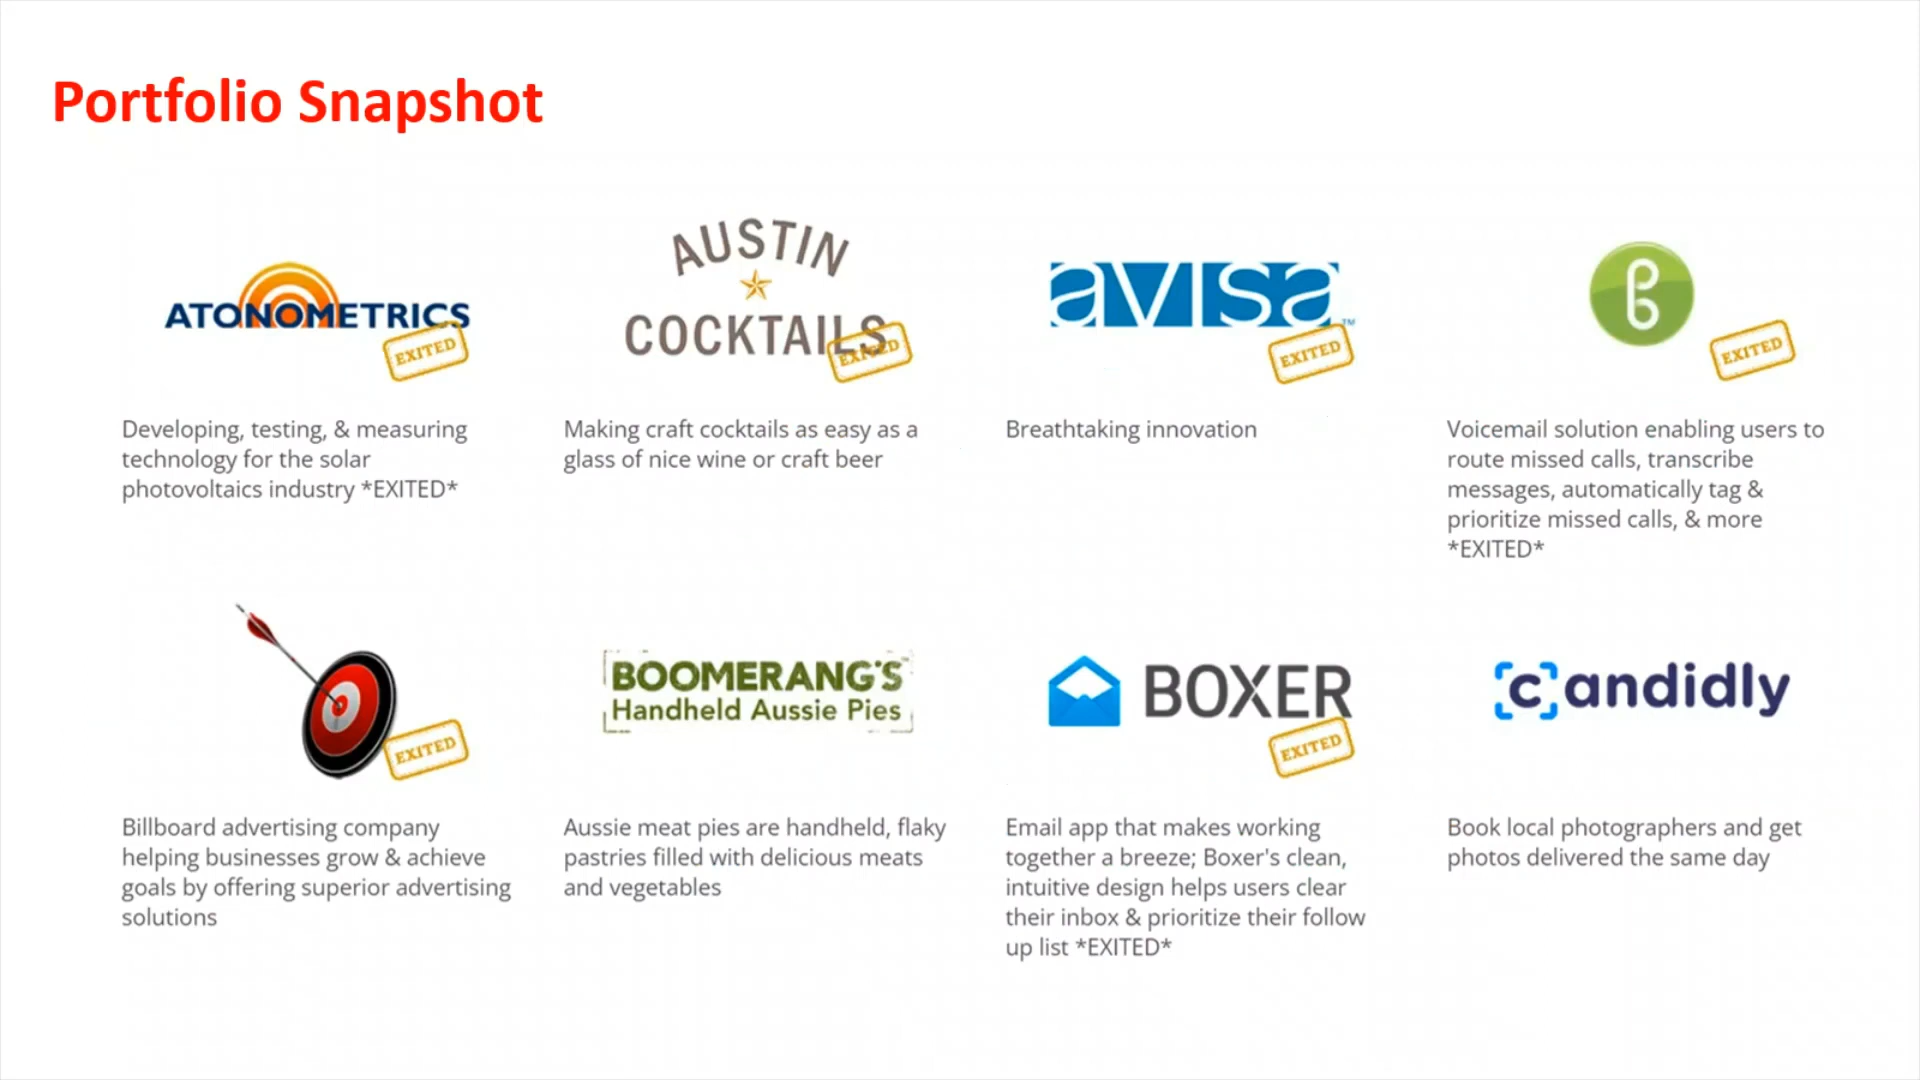 Portfolio Snapshot
ATONOMETRICS
EXITED
AUSTIN
COCKTAILS
EXITED
avisa
TM
EXITED
EXITED
Developing, testing, & measuring
technology for the solar
photovoltaics industry *EXITED*
Making craft cocktails as easy as a
glass of nice wine or craft beer
Breathtaking innovation
Voicemail solution enabling users to
route missed calls, transcribe
messages, automatically tag &
prioritize missed calls, & more
*EXITED*
EXITED
BOOMERANG'S
Handheld Aussie Pies
BOXER
EXITED
[c]andidly
Billboard advertising company
helping businesses grow & achieve
goals by offering superior advertising
solutions
Aussie meat pies are handheld, flaky
pastries filled with delicious meats
and vegetables
Email app that makes working
together a breeze; Boxer's clean,
intuitive design helps users clear
their inbox & prioritize their follow
up list *EXITED*
Book local photographers and get
photos delivered the same day